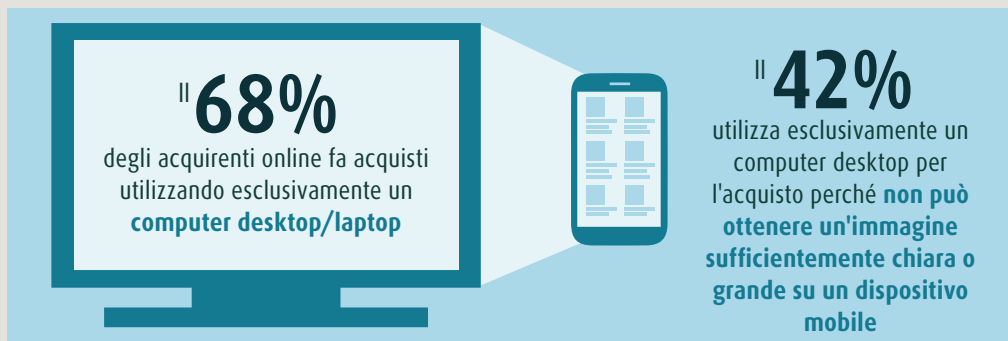 Il 68%
degli acquirenti online fa acquisti
utilizzando esclusivamente un
computer desktop/laptop
Il 42%
utilizza esclusivamente un
computer desktop per
l'acquisto perché non può
ottenere un'immagine
sufficientemente chiara o
grande su un dispositivo
mobile